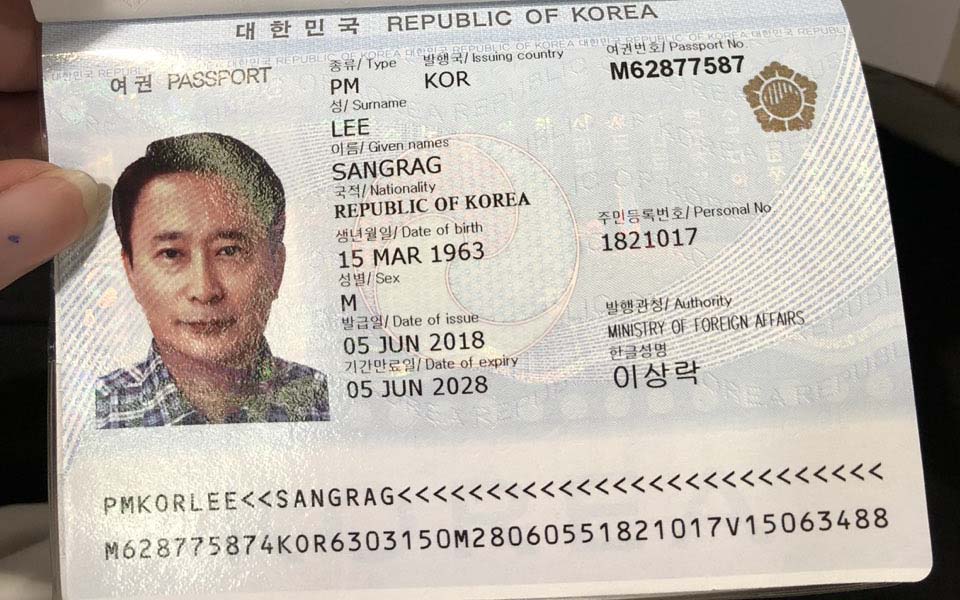 대한민국 REPUBLIC OF KOREA
여권 PASSPORT
종류/ Type 발행국/ Issuing country 여권번호/ Passport No
PM KOR M62877587
성/ Surname
LEE
이름/ Given names
SANGRAG
국적/ Nationality
REPUBLIC OF KOREA
생년월일/ Date of birth 주민등록번호/ Personal No
15 MAR 1963 1821017
성별/ Sex
M
발급일/ Date of issue 발행관청/ Authority
05 JUN 2018 MINISTRY OF FOREIGN AFFAIRS
기간만료일/ Date of expiry 한글성명
05 JUN 2028 이상락
PMKORLEE<<SANGRAG<<<<<<<<<<<<<<<<<<<<<<<<<<<
M628775874KOR6303150M28060551821017V15063488